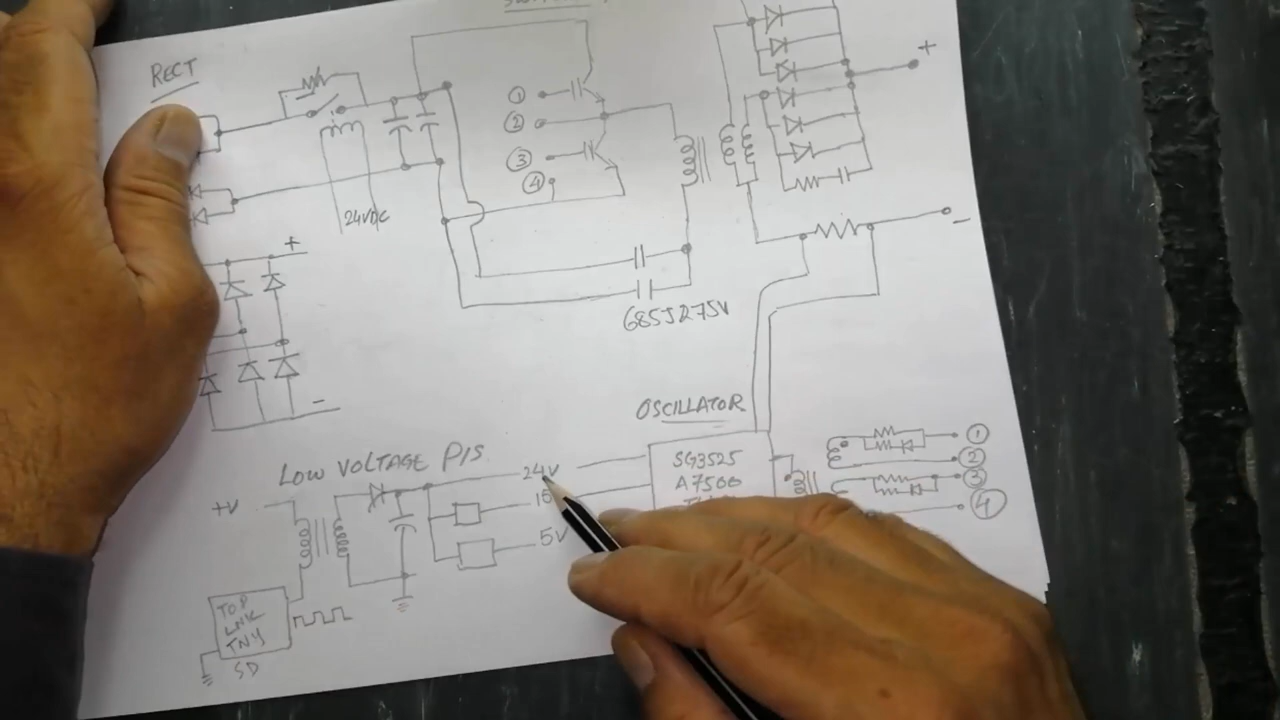 RECT
①
②
③
④
24VDC
+
+
-
-
685J275V
OSCILLATOR
SG3525
A7500
①
②
③
④
LOW VOLTAGE P/S
+V
24V
5V
TOP
LNK
TNY
SD